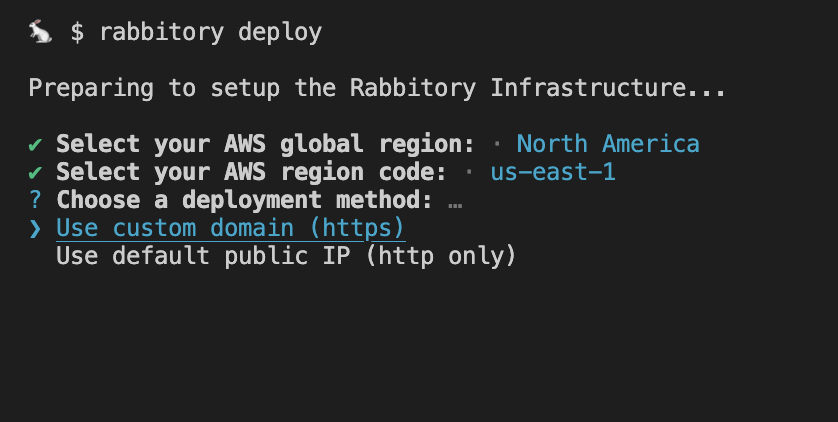 🐇 $ rabbitory deploy
Preparing to setup the Rabbitory Infrastructure...
✔ Select your AWS global region: · North America
✔ Select your AWS region code: · us-east-1
? Choose a deployment method: …
❯ Use custom domain (https)
Use default public IP (http only)